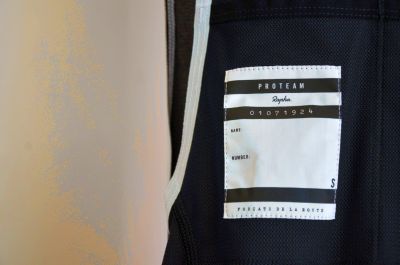 PROTEAM
Rapha
01071924
NAME:
NUMBER:
S
FORÇATS DE LA ROUTE